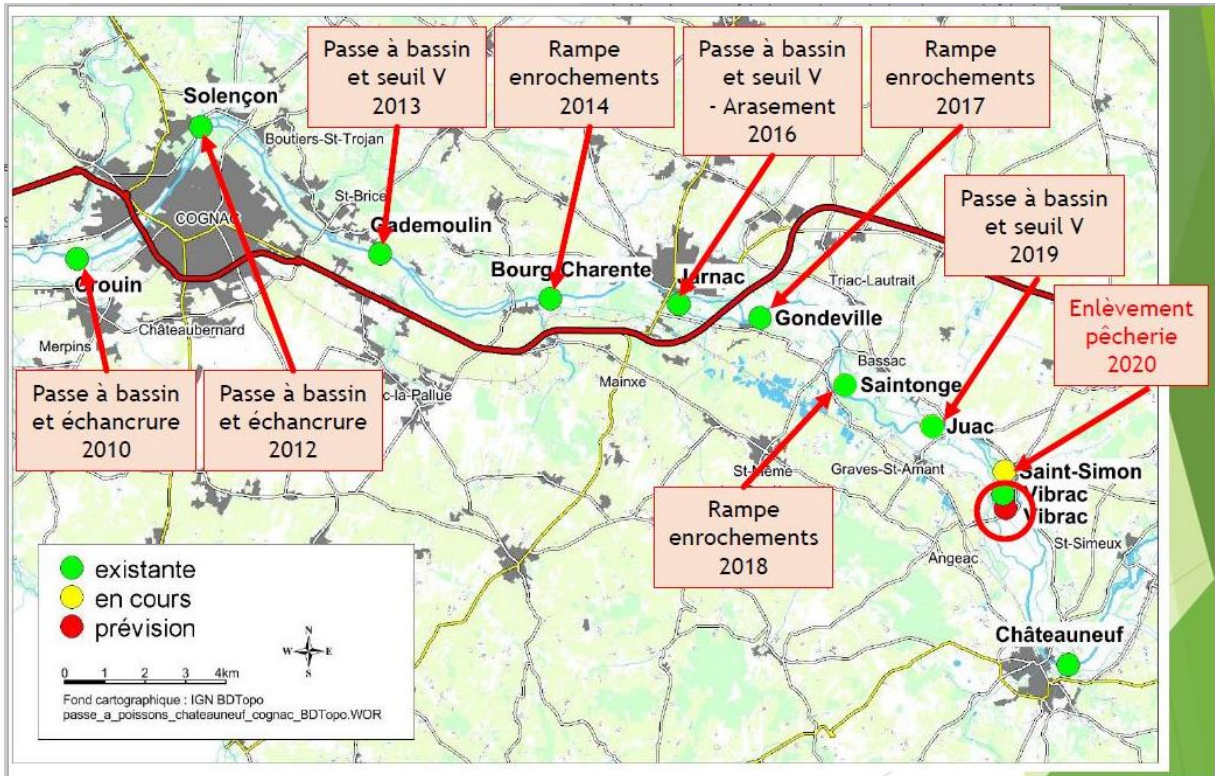 Passe à bassin
et seuil V
2013
Rampe
enrochements
2014
Passe à bassin
et seuil V
- Arasement
2016
Rampe
enrochements
2017
Solençon
Boutiers-St-Trojan
St-Brice
COGNAC
Gademoulin
Passe à bassin
et seuil V
2019
Bourg-Charente
Jarnac
Triac-Lautrait
Crouin
Gondeville
Enlèvement
pêcherie
2020
Châteaubernard
Merpins
Bassac
Mainxe
Saintonge
Passe à bassin
et échancrure
2010
Passe à bassin
et échancrure
2012
c-la-Pallue
Juac
St-Même
Graves-St-Amant
Saint-Simon
Vibrac
Vibrac
Rampe
enrochements
2018
Angeac
St-Simeux
existante
en cours
prévision
Châteauneuf
N
W E
S
0 1 2 3 4km
Fond cartographique : IGN BDTopo
passe_a_poissons_chateauneuf_cognac_BDTopo.WOR